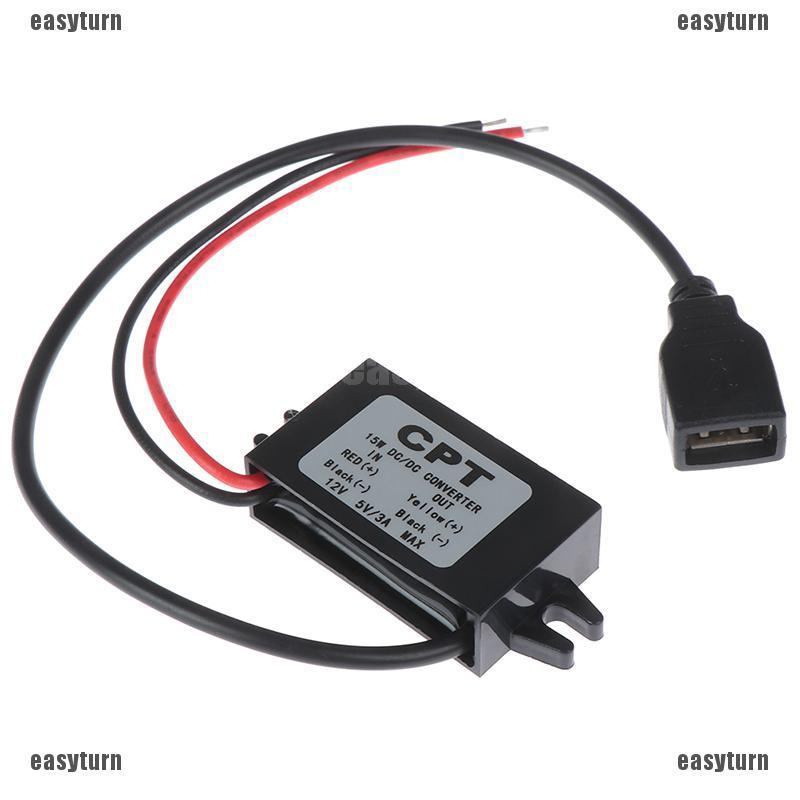 easyturn
easyturn
CPT
15W DC/DC CONVERTER
IN OUT
RED(+) Yellow(+)
Black(-) Black (-)
12V 5V/3A MAX
easyturn
easyturn